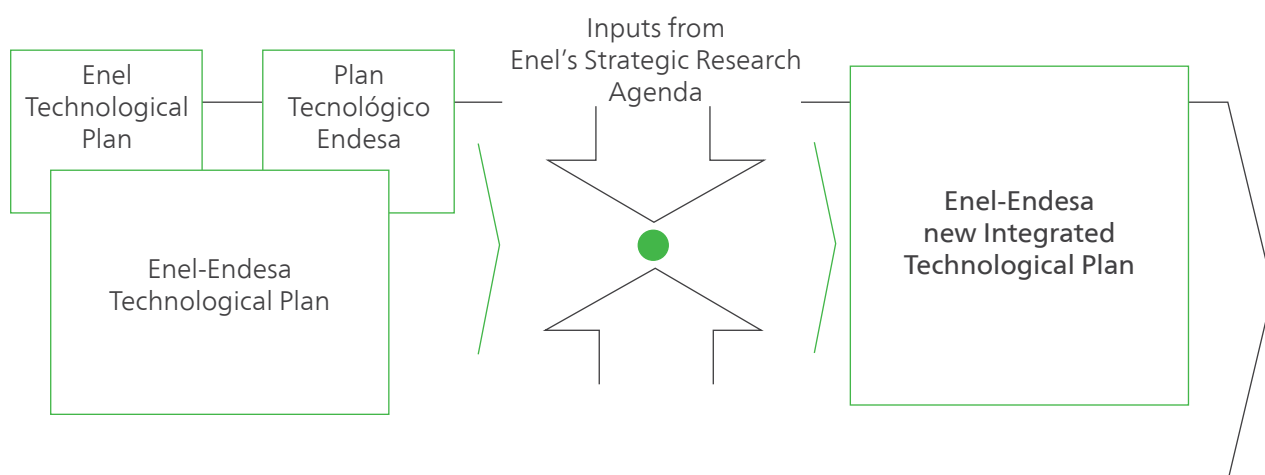 Enel
Technological
Plan
Plan
Tecnológico
Endesa
Enel-Endesa
Technological Plan
Inputs from
Enel’s Strategic Research
Agenda
Enel-Endesa
new Integrated
Technological Plan